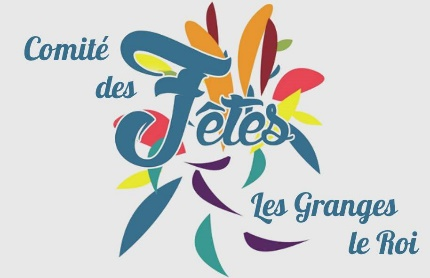 Comité
des
Fêtes
Les Granges
le Roi